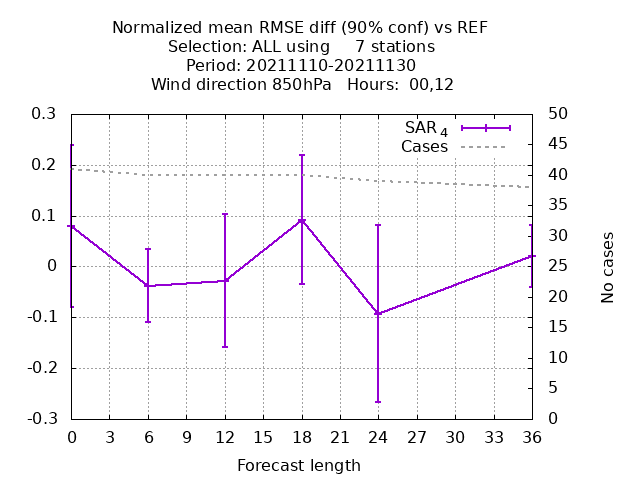 Normalized mean RMSE diff (90% conf) vs REF
Selection: ALL using     7 stations
Period: 20211110-20211130
Wind direction 850hPa   Hours:  00,12
0.3
0.2
0.1
0
-0.1
-0.2
-0.3
SAR 4
Cases
50
45
40
35
30
25
20
15
10
5
0
No cases
0 3 6 9 12 15 18 21 24 27 30 33 36
Forecast length